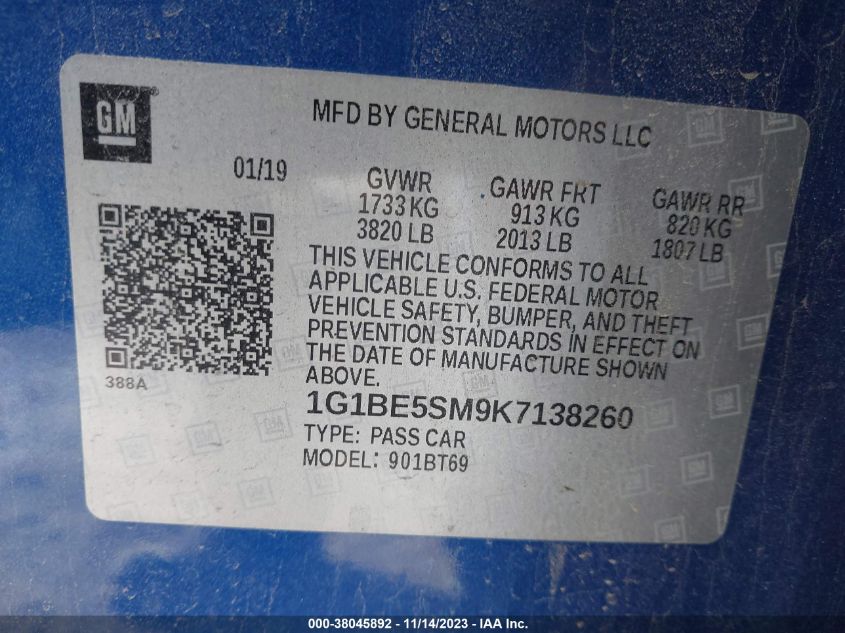 GM
MFD BY GENERAL MOTORS LLC
01/19
GVWR
1733 KG
3820 LB
GAWR FRT
913 KG
2013 LB
GAWR RR
820 KG
1807 LB
THIS VEHICLE CONFORMS TO ALL
APPLICABLE U.S. FEDERAL MOTOR
VEHICLE SAFETY, BUMPER, AND THEFT
PREVENTION STANDARDS IN EFFECT ON
THE DATE OF MANUFACTURE SHOWN
ABOVE.
388A
1G1BE5SM9K7138260
TYPE: PASS CAR
MODEL: 901BT69
000-38045892 - 11/14/2023 - IAA Inc.